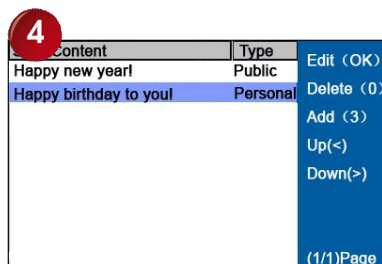 4
Content Type
Happy new year! Public
Happy birthday to you! Personal
Edit (OK)
Delete (0)
Add (3)
Up(<)
Down(>)
(1/1)Page